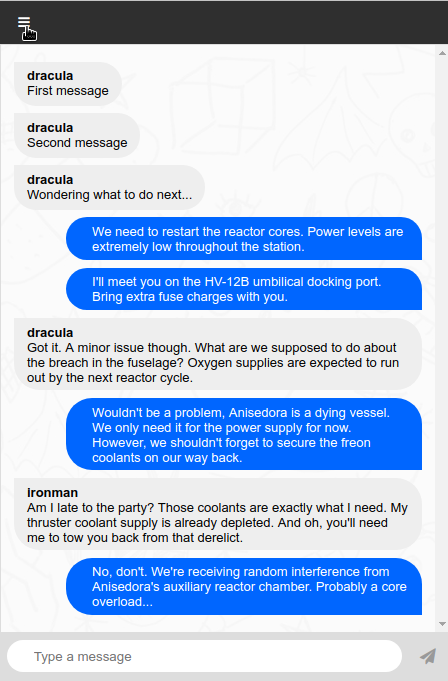 dracula
First message
dracula
Second message
dracula
Wondering what to do next...
We need to restart the reactor cores. Power levels are
extremely low throughout the station.
I'll meet you on the HV-12B umbilical docking port.
Bring extra fuse charges with you.
dracula
Got it. A minor issue though. What are we supposed to do about
the breach in the fuselage? Oxygen supplies are expected to run
out by the next reactor cycle.
Wouldn't be a problem, Anisedora is a dying vessel.
We only need it for the power supply for now.
However, we shouldn't forget to secure the freon
coolants on our way back.
ironman
Am I late to the party? Those coolants are exactly what I need. My
thruster coolant supply is already depleted. And oh, you'll need
me to tow you back from that derelict.
No, don't. We're receiving random interference from
Anisedora's auxiliary reactor chamber. Probably a core
overload...
Type a message